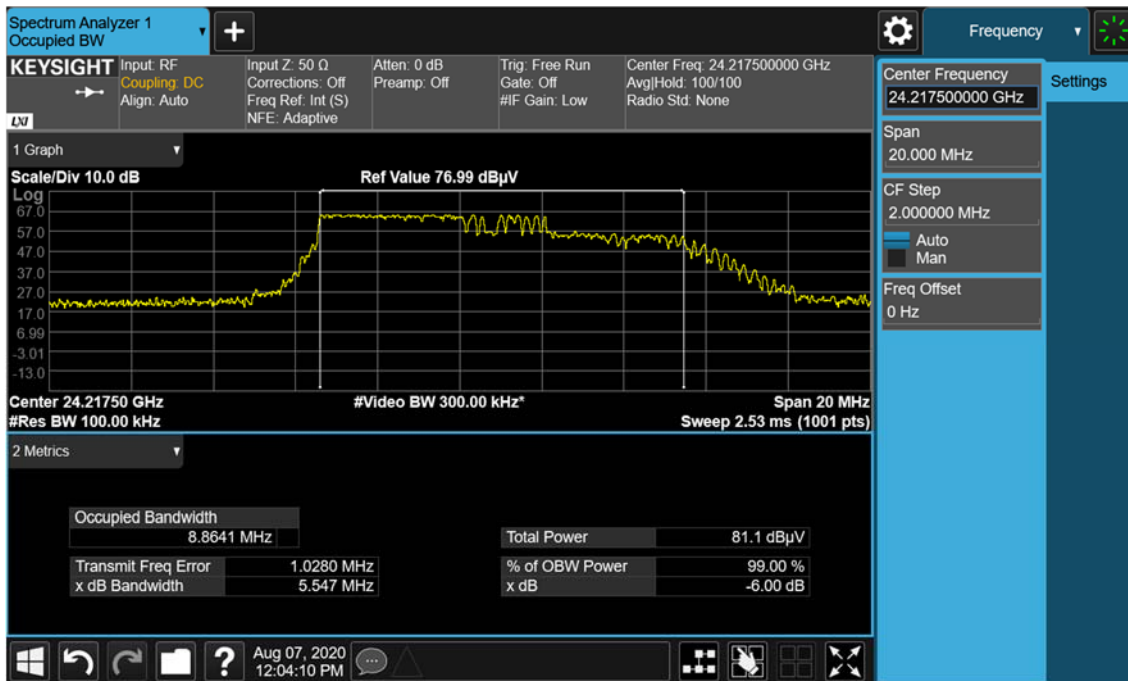 Spectrum Analyzer 1
Occupied BW
+
Frequency
KEYSIGHT
LXI
Input: RF
Coupling: DC
Align: Auto
Input Z: 50 Ω
Corrections: Off
Freq Ref: Int (S)
NFE: Adaptive
Atten: 0 dB
Preamp: Off
Trig: Free Run
Gate: Off
#IF Gain: Low
Center Freq: 24.217500000 GHz
Avg|Hold: 100/100
Radio Std: None
Center Frequency
24.217500000 GHz
Settings
Span
20.000 MHz
CF Step
2.000000 MHz
Auto
Man
Freq Offset
0 Hz
1 Graph
Scale/Div 10.0 dB
Ref Value 76.99 dBµV
Log
67.0
57.0
47.0
37.0
27.0
17.0
6.99
-3.01
-13.0
Center 24.21750 GHz
#Video BW 300.00 kHz*
Span 20 MHz
#Res BW 100.00 kHz
Sweep 2.53 ms (1001 pts)
2 Metrics
Occupied Bandwidth
8.8641 MHz
Total Power 81.1 dBµV
Transmit Freq Error 1.0280 MHz
% of OBW Power 99.00 %
x dB Bandwidth 5.547 MHz
x dB -6.00 dB
?
Aug 07, 2020
12:04:10 PM